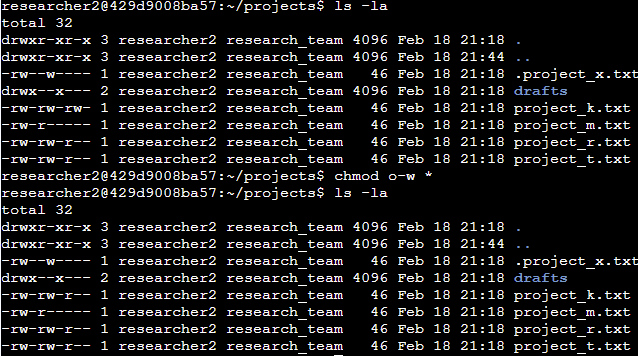 researcher2@429d9008ba57:~/projects$ ls -la
total 32
drwxr-xr-x 3 researcher2 research_team 4096 Feb 18 21:18 .
drwxr-xr-x 3 researcher2 research_team 4096 Feb 18 21:44 ..
-rw--w---- 1 researcher2 research_team   46 Feb 18 21:18 .project_x.txt
drwx--x--- 2 researcher2 research_team 4096 Feb 18 21:18 drafts
-rw-rw-rw- 1 researcher2 research_team   46 Feb 18 21:18 project_k.txt
-rw-r----- 1 researcher2 research_team   46 Feb 18 21:18 project_m.txt
-rw-rw-r-- 1 researcher2 research_team   46 Feb 18 21:18 project_r.txt
-rw-rw-r-- 1 researcher2 research_team   46 Feb 18 21:18 project_t.txt
researcher2@429d9008ba57:~/projects$ chmod o-w *
researcher2@429d9008ba57:~/projects$ ls -la
total 32
drwxr-xr-x 3 researcher2 research_team 4096 Feb 18 21:18 .
drwxr-xr-x 3 researcher2 research_team 4096 Feb 18 21:44 ..
-rw--w---- 1 researcher2 research_team   46 Feb 18 21:18 .project_x.txt
drwx--x--- 2 researcher2 research_team 4096 Feb 18 21:18 drafts
-rw-rw-r-- 1 researcher2 research_team   46 Feb 18 21:18 project_k.txt
-rw-r----- 1 researcher2 research_team   46 Feb 18 21:18 project_m.txt
-rw-rw-r-- 1 researcher2 research_team   46 Feb 18 21:18 project_r.txt
-rw-rw-r-- 1 researcher2 research_team   46 Feb 18 21:18 project_t.txt